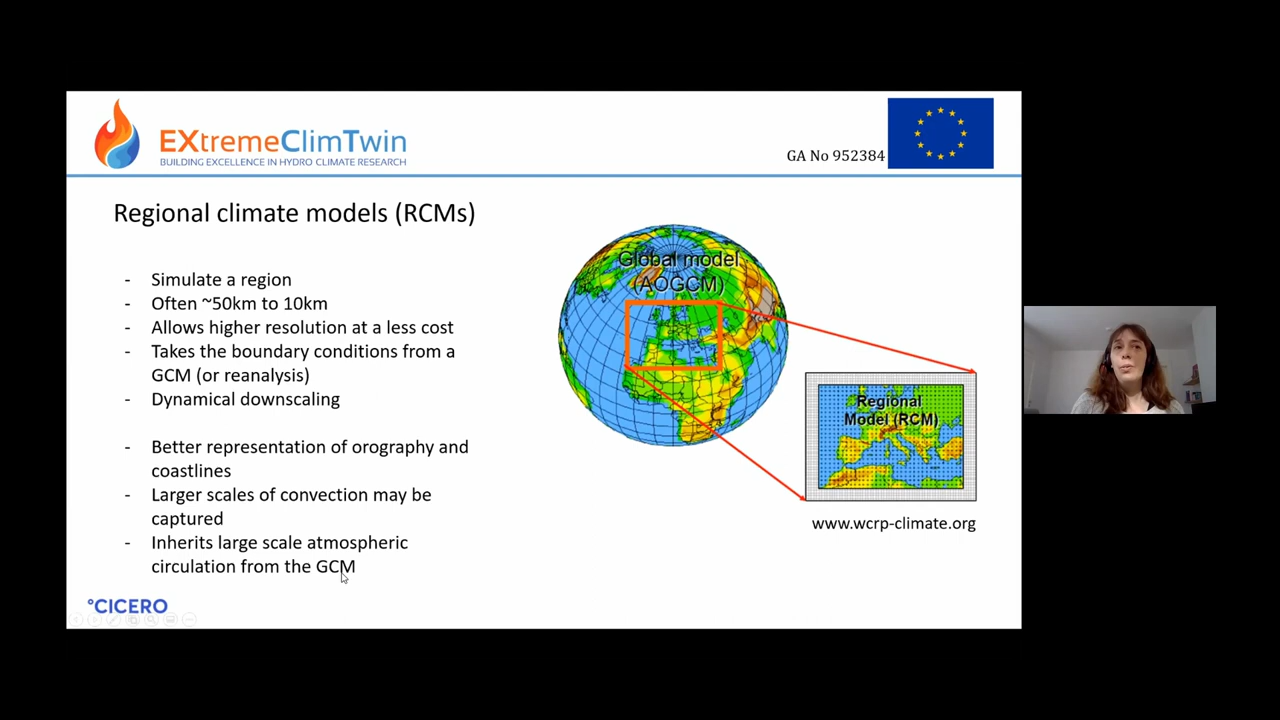 EXtremeClimTwin
BUILDING EXCELLENCE IN HYDRO CLIMATE RESEARCH
GA No 952384
Regional climate models (RCMs)
- Simulate a region
- Often ~50km to 10km
- Allows higher resolution at a less cost
- Takes the boundary conditions from a
GCM (or reanalysis)
- Dynamical downscaling
- Better representation of orography and
coastlines
- Larger scales of convection may be
captured
- Inherits large scale atmospheric
circulation from the GCM
Global model
(AOGCM)
Regional
Model (RCM)
www.wcrp-climate.org
°CICERO